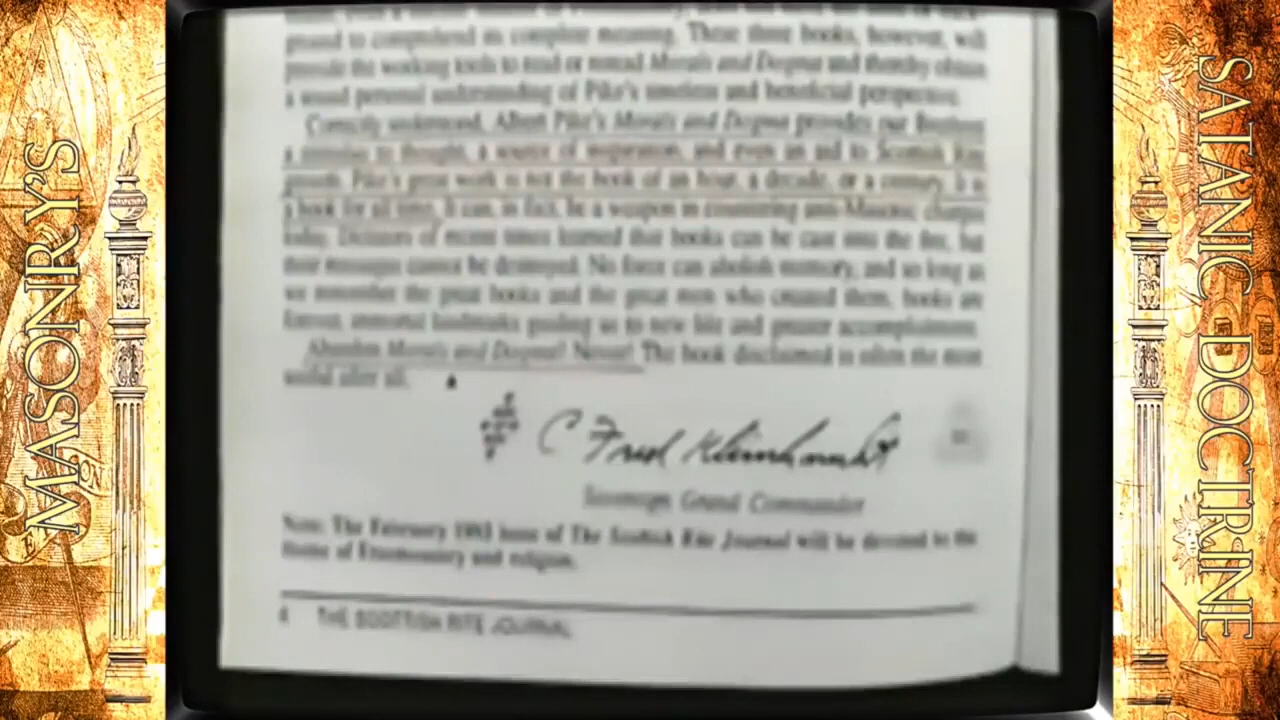 MASONRY'S
pound to comprehend its complete meaning. These three books, however, will
provide the working tools to read or reread Morals and Dogma and thereby obtain
a sound personal understanding of Pike's timeless and beneficial perspective.
Correctly understood, Albert Pike's Morals and Dogma provides our Brethren
a stimulus to thought, a source of inspiration, and even an aid to Scottish Rite
growth. Pike's great work is not the book of an hour, a decade, or a century. It is
a book for all time. It can, in fact, be a weapon in countering anti-Masonic charges
today. Dictators of recent times learned that books can be thrown into the fire, but
their messages cannot be destroyed. No force can abolish memory, and so long as
we remember the great books and the great men who created them, books are
forever, immortal landmarks guiding us to new life and greater accomplishment.
Abandon Morals and Dogma? Never! The book disclaimed is often the most
useful after all.
C Fred Kleinknecht
Sovereign Grand Commander
Note: The February 1993 issue of The Scottish Rite Journal will be devoted to the
theme of Freemasonry and religion.
4 THE SCOTTISH RITE JOURNAL
SATANIC DOCTRINE